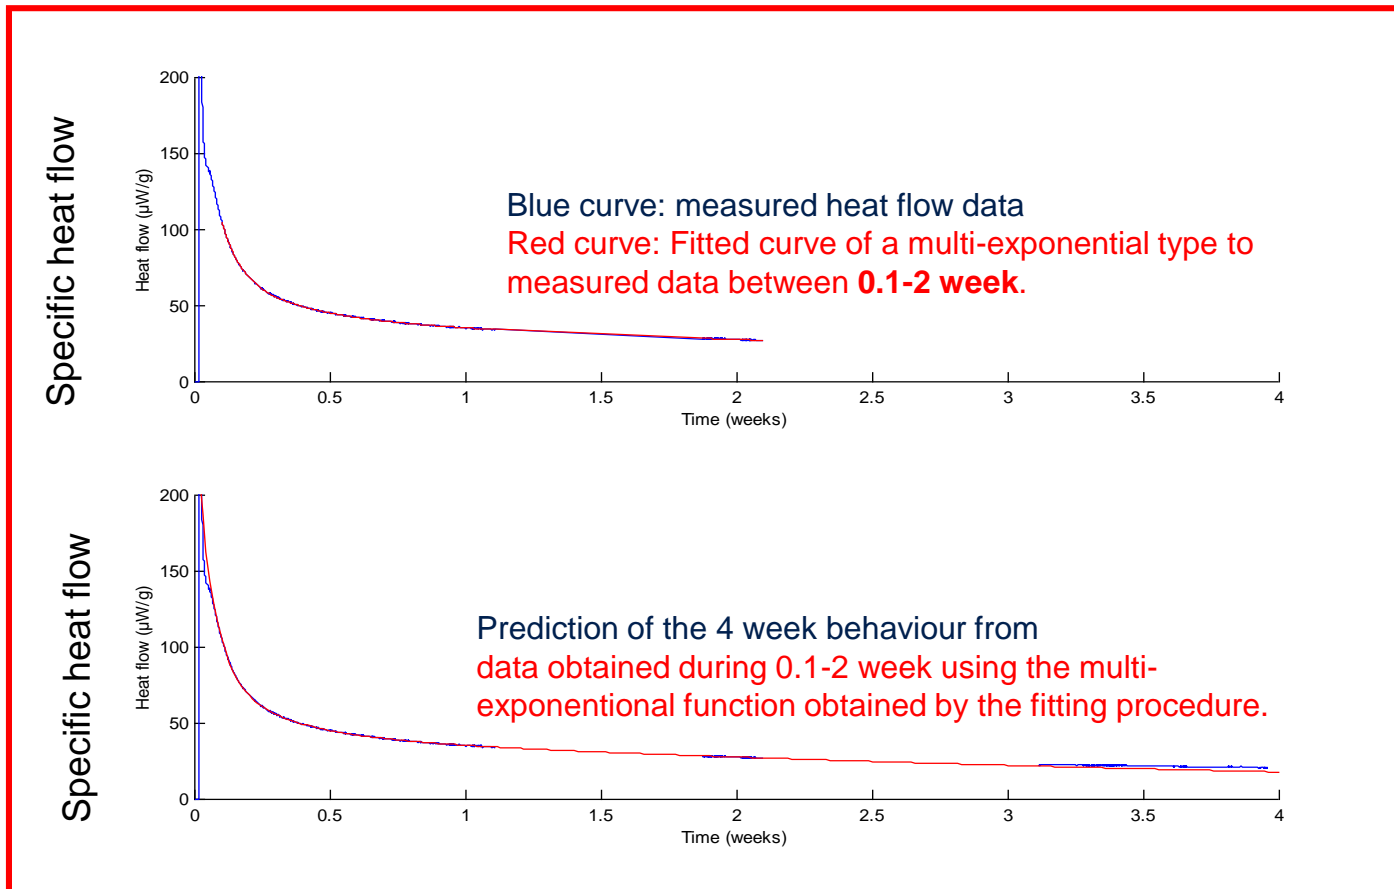 Specific heat flow
Heat flow (µW/g)
200
150
100
50
0
Blue curve: measured heat flow data
Red curve: Fitted curve of a multi-exponential type to
measured data between 0.1-2 week.
0 0.5 1 1.5 2 2.5 3 3.5 4
Time (weeks)
Specific heat flow
Heat flow (µW/g)
200
150
100
50
0
Prediction of the 4 week behaviour from
data obtained during 0.1-2 week using the multi-
exponentional function obtained by the fitting procedure.
0 0.5 1 1.5 2 2.5 3 3.5 4
Time (weeks)